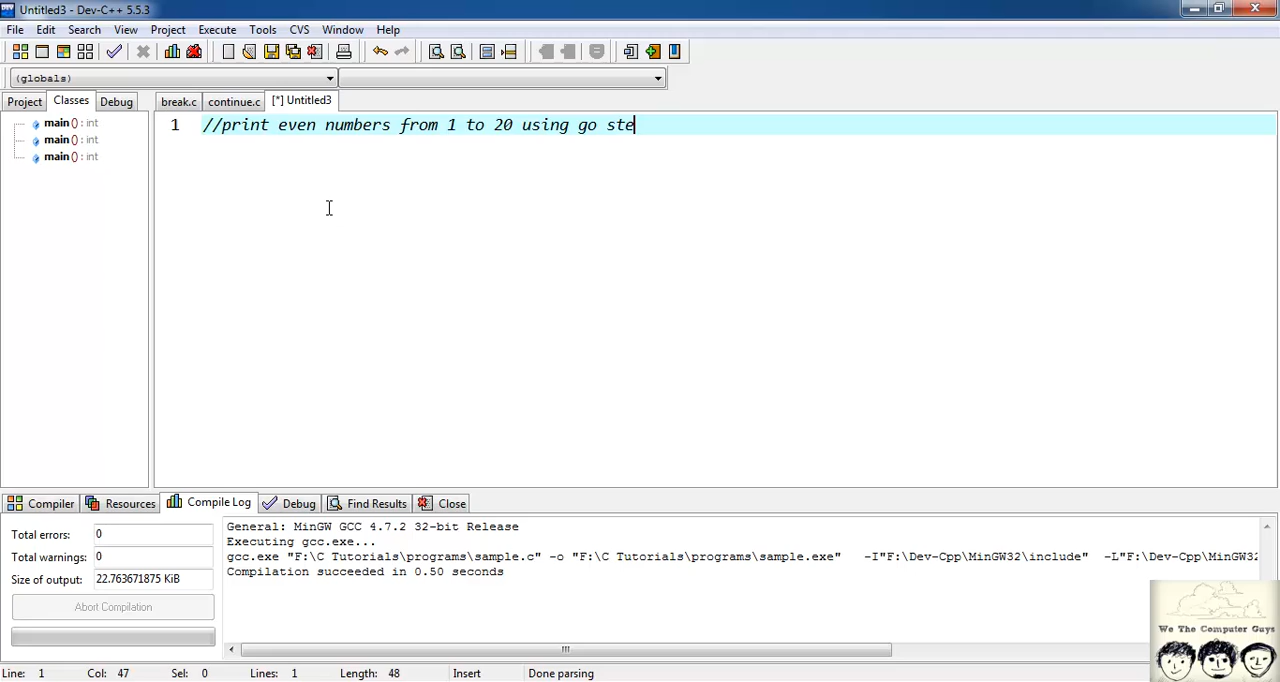 Untitled3 - Dev-C++ 5.5.3
File Edit Search View Project Execute Tools CVS Window Help
(globals)
Project Classes Debug break.c continue.c [*] Untitled3
main () : int
main () : int
main () : int
1 //print even numbers from 1 to 20 using go ste
Compiler Resources Compile Log Debug Find Results Close
Total errors: 0
Total warnings: 0
Size of output: 22.763671875 KiB
Abort Compilation
General: MinGW GCC 4.7.2 32-bit Release
Executing gcc.exe...
gcc.exe "F:\C Tutorials\programs\sample.c" -o "F:\C Tutorials\programs\sample.exe" -I"F:\Dev-Cpp\MinGW32\include" -L"F:\Dev-Cpp\MinGW32
Compilation succeeded in 0.50 seconds
We The Computer Guys
Line: 1 Col: 47 Sel: 0 Lines: 1 Length: 48 Insert Done parsing